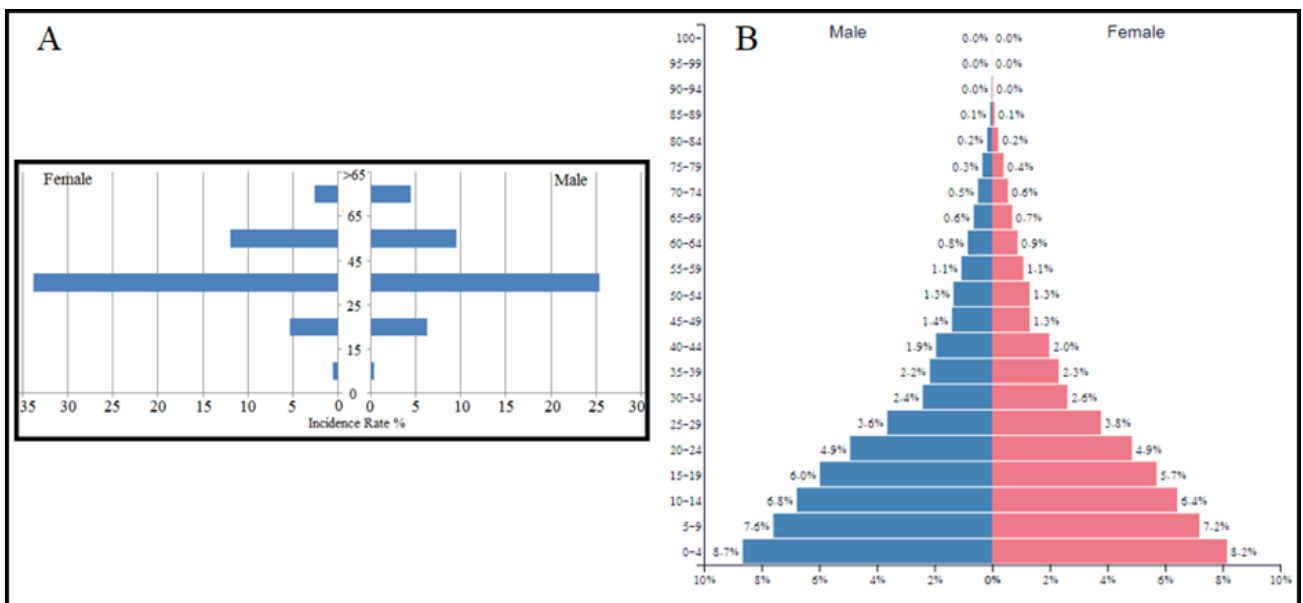 A
Female
Male
>65
65
45
25
15
0
35 30 25 20 15 10 5 0 0 5 10 15 20 25 30
Incidence Rate %
B
Male Female
100- 0.0% 0.0%
95-99 0.0% 0.0%
90-94 0.0% 0.0%
85-89 0.1% 0.1%
80-84 0.2% 0.2%
75-79 0.3% 0.4%
70-74 0.5% 0.6%
65-69 0.6% 0.7%
60-64 0.8% 0.9%
55-59 1.1% 1.1%
50-54 1.3% 1.3%
45-49 1.4% 1.3%
40-44 1.9% 2.0%
35-39 2.2% 2.3%
30-34 2.4% 2.6%
25-29 3.6% 3.8%
20-24 4.9% 4.9%
15-19 6.0% 5.7%
10-14 6.8% 6.4%
5-9 7.6% 7.2%
0-4 8.7% 8.2%
10% 8% 6% 4% 2% 0% 2% 4% 6% 8% 10%